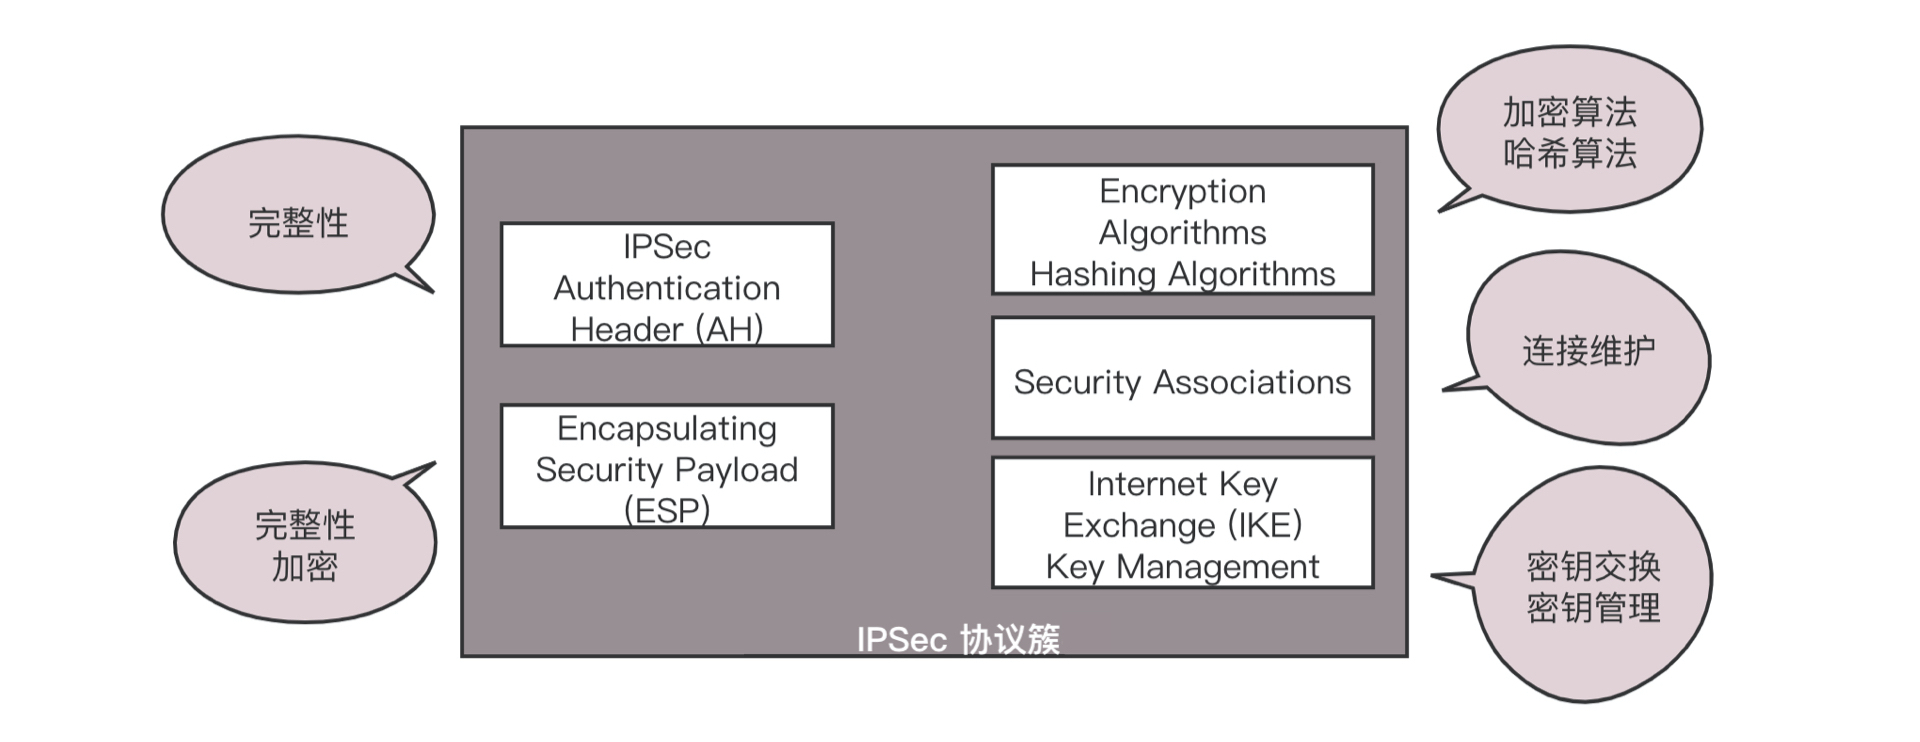 完整性
IPSec
Authentication
Header (AH)
Encapsulating
Security Payload
(ESP)
完整性
加密
Encryption
Algorithms
Hashing Algorithms
Security Associations
Internet Key
Exchange (IKE)
Key Management
加密算法
哈希算法
连接维护
密钥交换
密钥管理
IPSec 协议簇